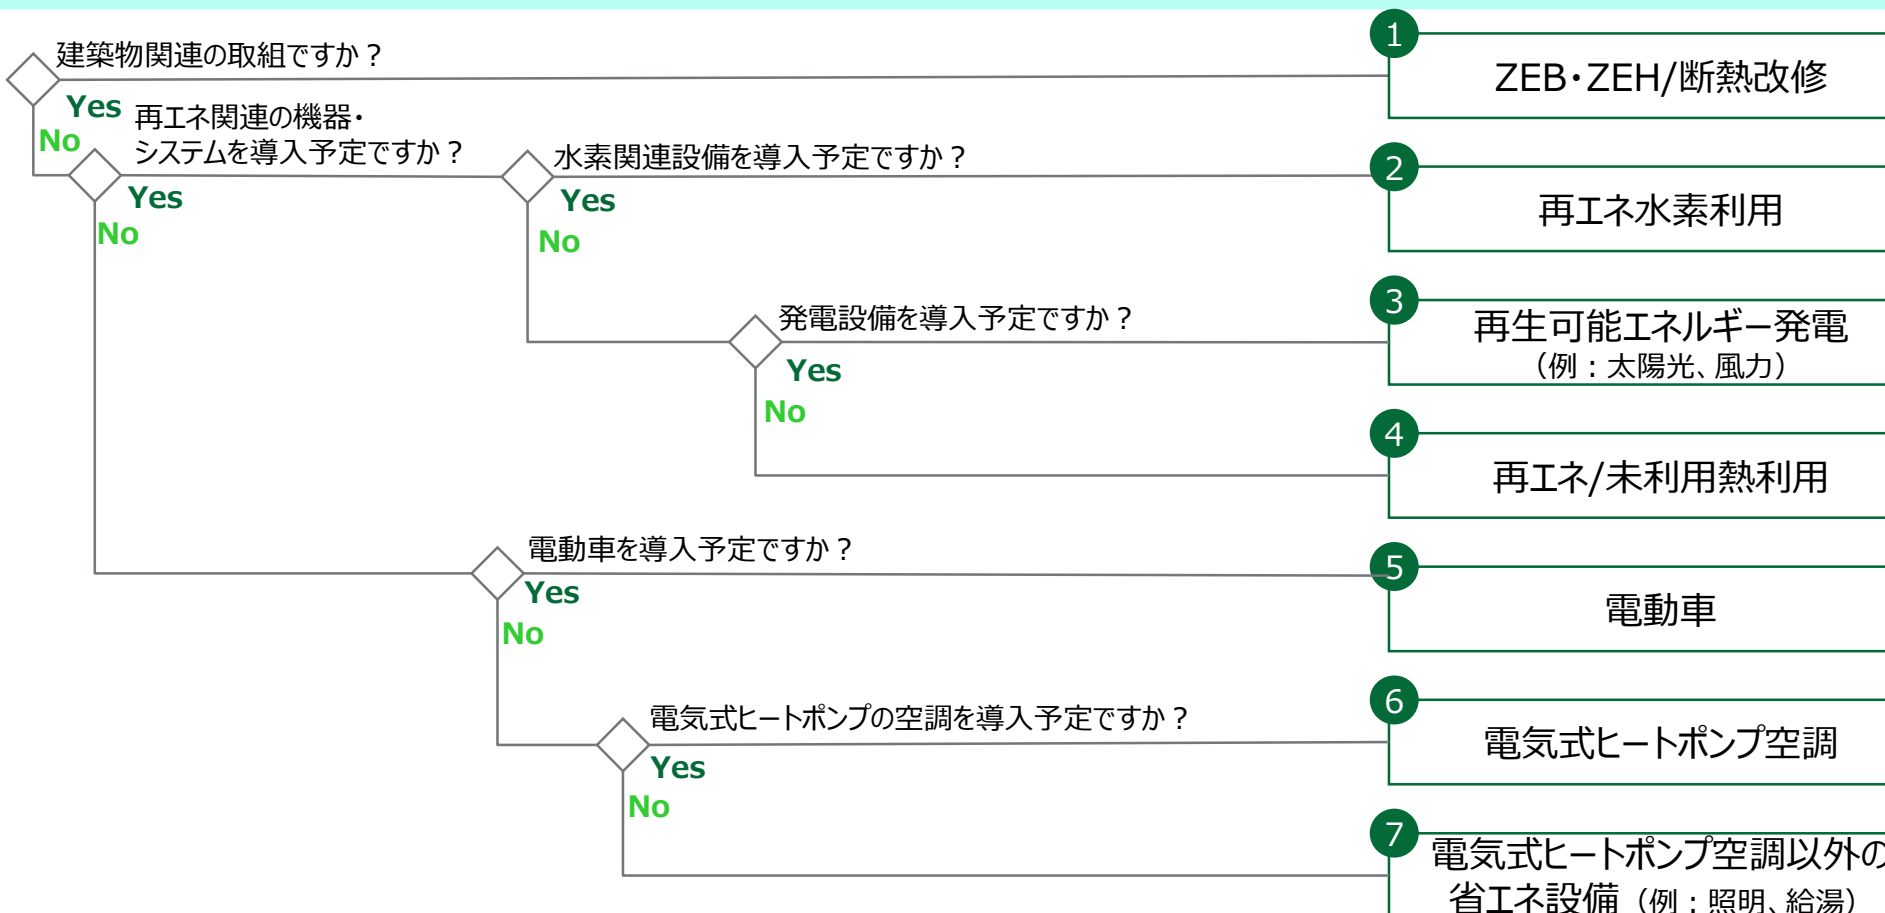 建築物関連の取組ですか？
Yes
No
1
ZEB・ZEH/断熱改修
再エネ関連の機器・
システムを導入予定ですか？
Yes
No
水素関連設備を導入予定ですか？
Yes
No
2
再エネ水素利用
発電設備を導入予定ですか？
Yes
No
3
再生可能エネルギー発電
（例：太陽光、風力）
4
再エネ/未利用熱利用
電動車を導入予定ですか？
Yes
No
5
電動車
電気式ヒートポンプの空調を導入予定ですか？
Yes
No
6
電気式ヒートポンプ空調
7
電気式ヒートポンプ空調以外の
省エネ設備（例：照明、給湯）